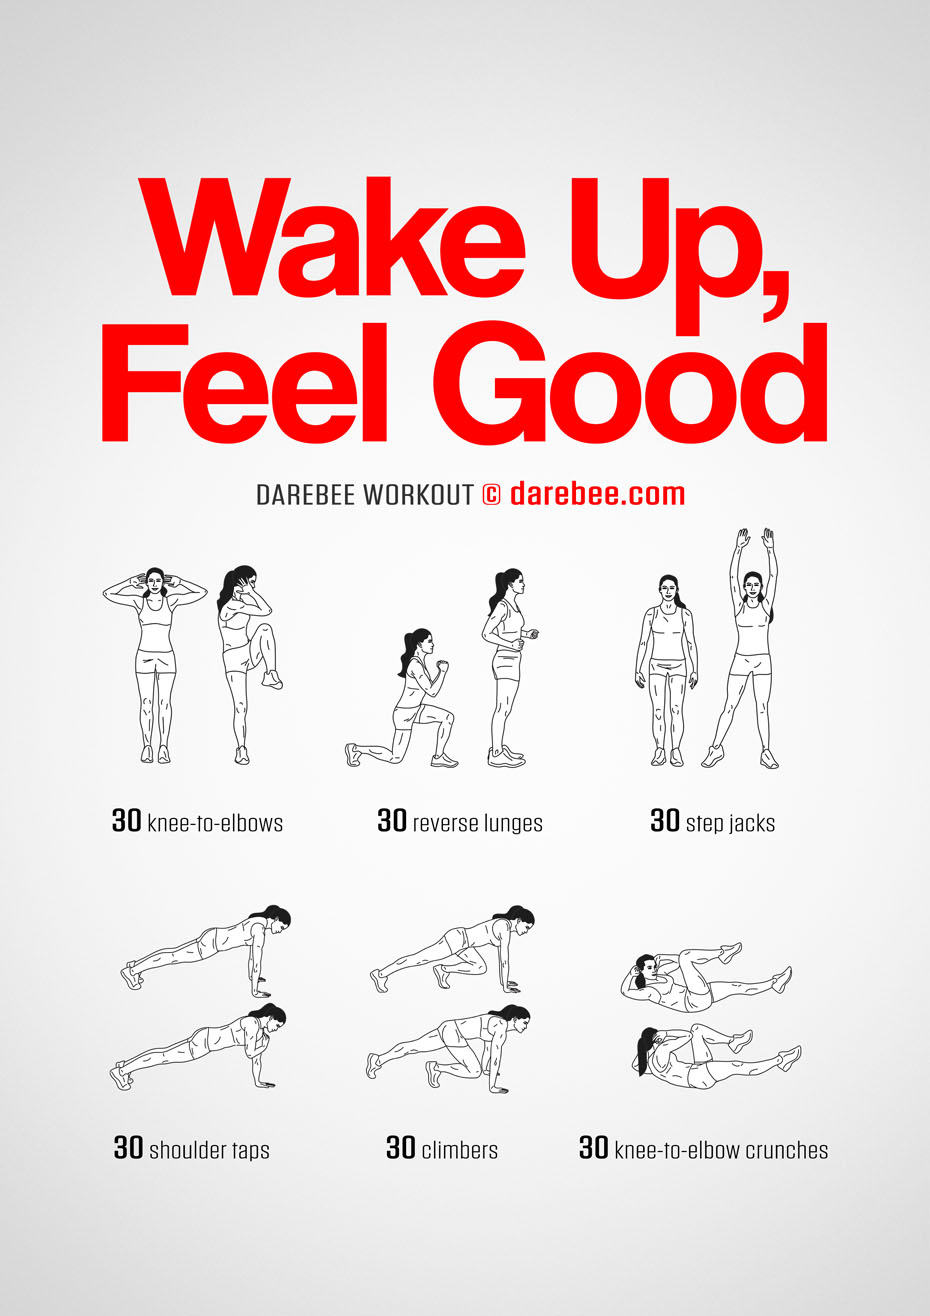 Wake Up,
Feel Good
DAREBEE WORKOUT © darebee.com
30 knee-to-elbows
30 reverse lunges
30 step jacks
30 shoulder taps
30 climbers
30 knee-to-elbow crunches